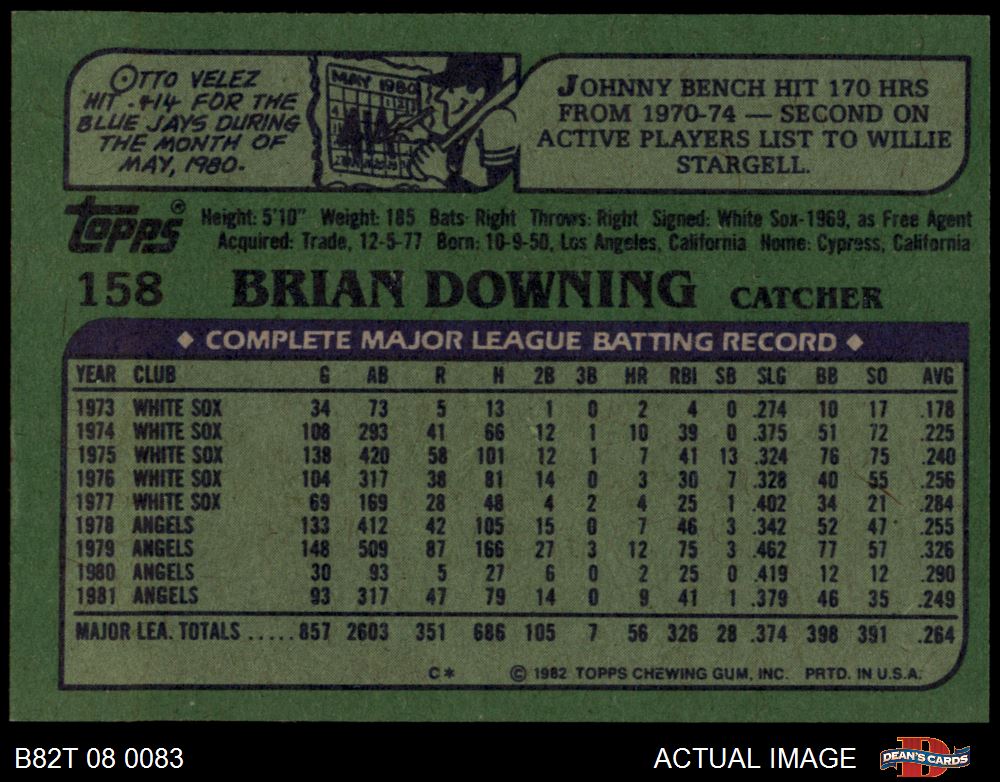 OTTO VELEZ
HIT .414 FOR THE
BLUE JAYS DURING
THE MONTH OF
MAY, 1980.
MAY 1980
JOHNNY BENCH HIT 170 HRS
FROM 1970-74 — SECOND ON
ACTIVE PLAYERS LIST TO WILLIE
STARGELL.
topps®
Height: 5'10" Weight: 185 Bats: Right Throws: Right Signed: White Sox-1969, as Free Agent
Acquired: Trade, 12-5-77 Born: 10-9-50, Los Angeles, California Home: Cypress, California
158 BRIAN DOWNING CATCHER
◆ COMPLETE MAJOR LEAGUE BATTING RECORD ◆
YEAR CLUB G AB R H 2B 3B HR RBI SB SLG BB SO AVG
1973 WHITE SOX 34 73 5 13 1 0 2 4 0 .274 10 17 .178
1974 WHITE SOX 108 293 41 66 12 1 10 39 0 .375 51 72 .225
1975 WHITE SOX 138 420 58 101 12 1 7 41 13 .324 76 75 .240
1976 WHITE SOX 104 317 38 81 14 0 3 30 7 .328 40 55 .256
1977 WHITE SOX 69 169 28 48 4 2 4 25 1 .402 34 21 .284
1978 ANGELS 133 412 42 105 15 0 7 46 3 .342 52 47 .255
1979 ANGELS 148 509 87 166 27 3 12 75 3 .462 77 57 .326
1980 ANGELS 30 93 5 27 6 0 2 25 0 .419 12 12 .290
1981 ANGELS 93 317 47 79 14 0 9 41 1 .379 46 35 .249
MAJOR LEA. TOTALS ..... 857 2603 351 686 105 7 56 326 28 .374 398 391 .264
C* © 1982 TOPPS CHEWING GUM, INC. PRTD. IN U.S.A.
B82T 08 0083 ACTUAL IMAGE DEAN'S CARDS